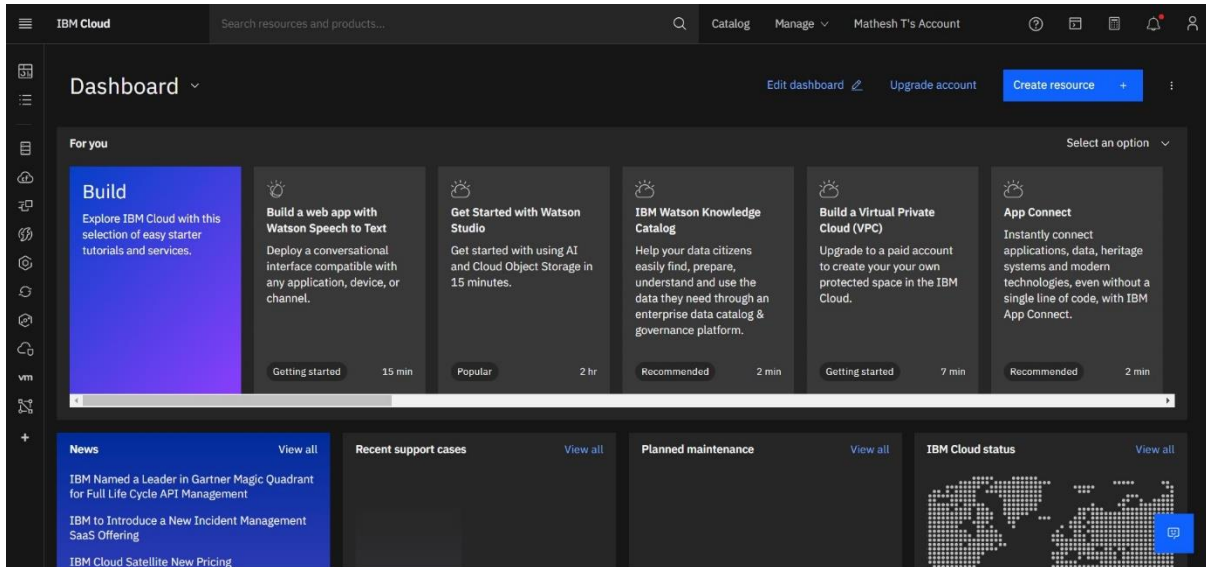 IBM Cloud
Search resources and products...
Catalog
Manage
Mathesh T's Account
Dashboard
Edit dashboard
Upgrade account
Create resource +
For you
Select an option
Build
Explore IBM Cloud with this
selection of easy starter
tutorials and services.
Build a web app with
Watson Speech to Text
Deploy a conversational
interface compatible with
any application, device, or
channel.
Getting started
15 min
Get Started with Watson
Studio
Get started with using AI
and Cloud Object Storage in
15 minutes.
Popular
2 hr
IBM Watson Knowledge
Catalog
Help your data citizens
easily find, prepare,
understand and use the
data they need through an
enterprise data catalog &
governance platform.
Recommended
2 min
Build a Virtual Private
Cloud (VPC)
Upgrade to a paid account
to create your your own
protected space in the IBM
Cloud.
Getting started
7 min
App Connect
Instantly connect
applications, data, heritage
systems and modern
technologies, even without a
single line of code, with IBM
App Connect.
Recommended
2 min
vm
News
View all
IBM Named a Leader in Gartner Magic Quadrant
for Full Life Cycle API Management
IBM to Introduce a New Incident Management
SaaS Offering
IBM Cloud Satellite New Pricing
Recent support cases
View all
Planned maintenance
View all
IBM Cloud status
View all